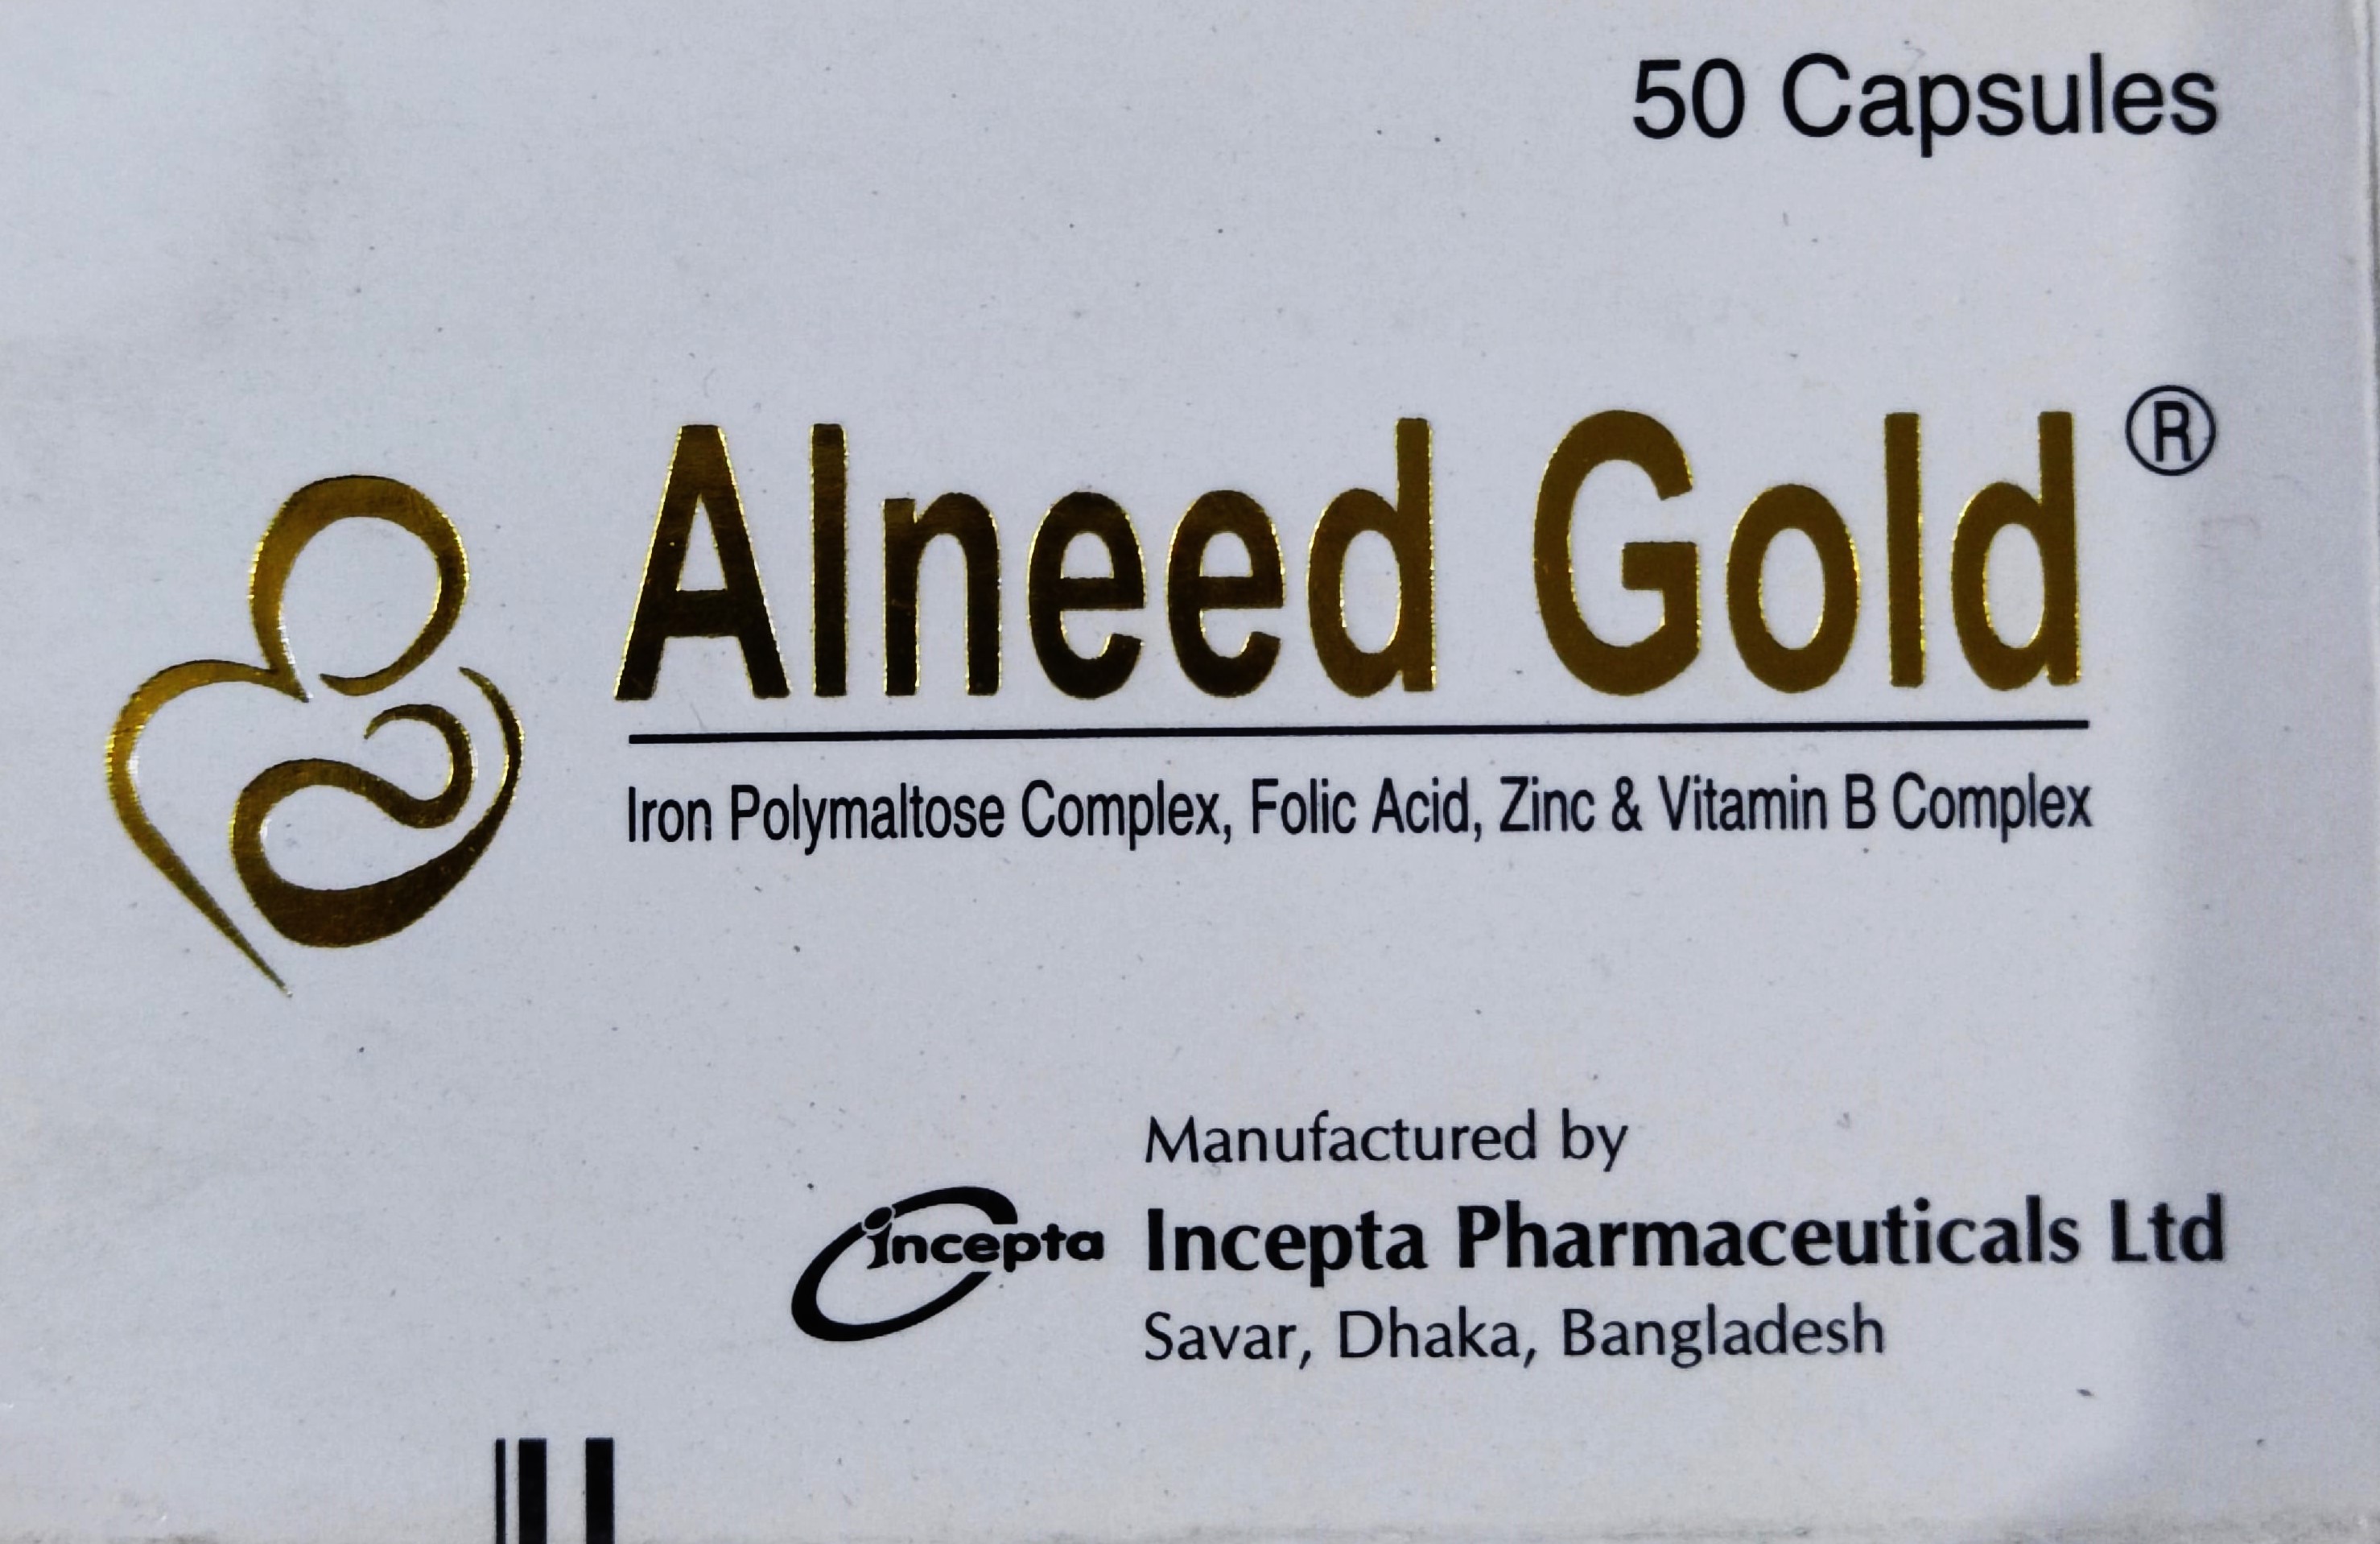 50 Capsules
Alneed Gold ®
Iron Polymaltose Complex, Folic Acid, Zinc & Vitamin B Complex
Manufactured by
incepta
Incepta Pharmaceuticals Ltd
Savar, Dhaka, Bangladesh